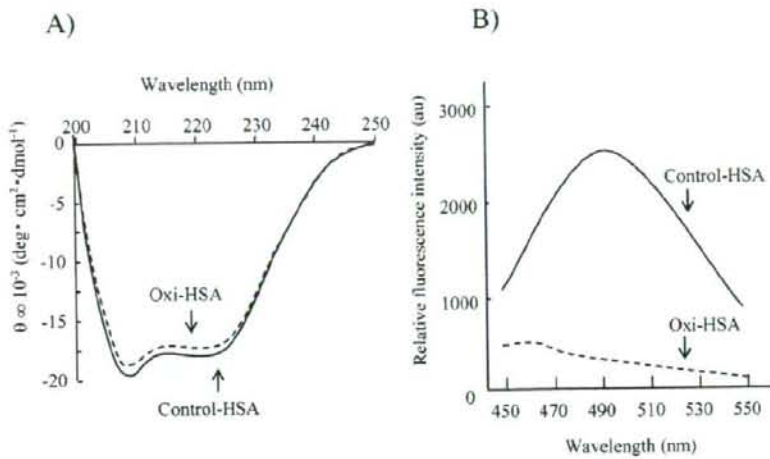 A)
Wavelength (nm)
200 210 220 230 240 250
0
-5
-10
-15
-20
θ ∞ 10⁻³ (deg• cm²•dmol⁻¹)
Oxi-HSA
Control-HSA
B)
Relative fluorescence intensity (au)
3000
2000
1000
0
Control-HSA
Oxi-HSA
450 470 490 510 530 550
Wavelength (nm)